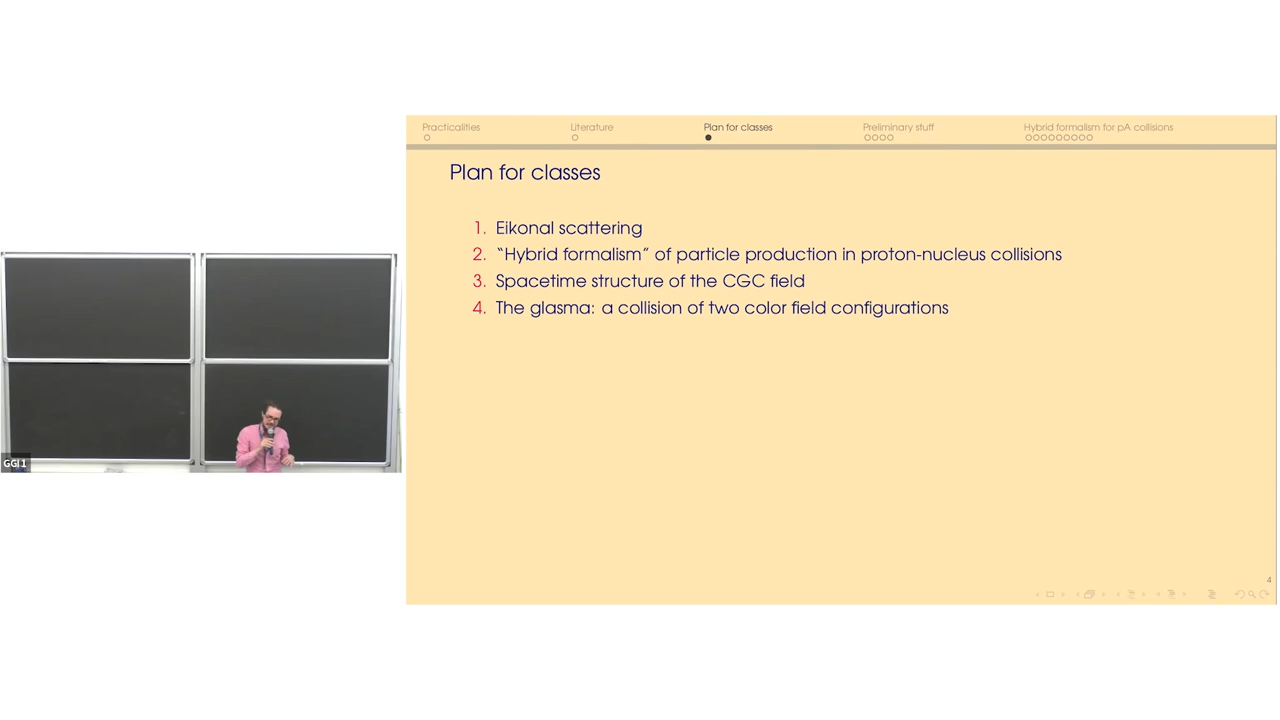 Practicalities
Literature
Plan for classes
Preliminary stuff
Hybrid formalism for pA collisions
Plan for classes
1. Eikonal scattering
2. “Hybrid formalism” of particle production in proton-nucleus collisions
3. Spacetime structure of the CGC field
4. The glasma: a collision of two color field configurations
GGI 1
4